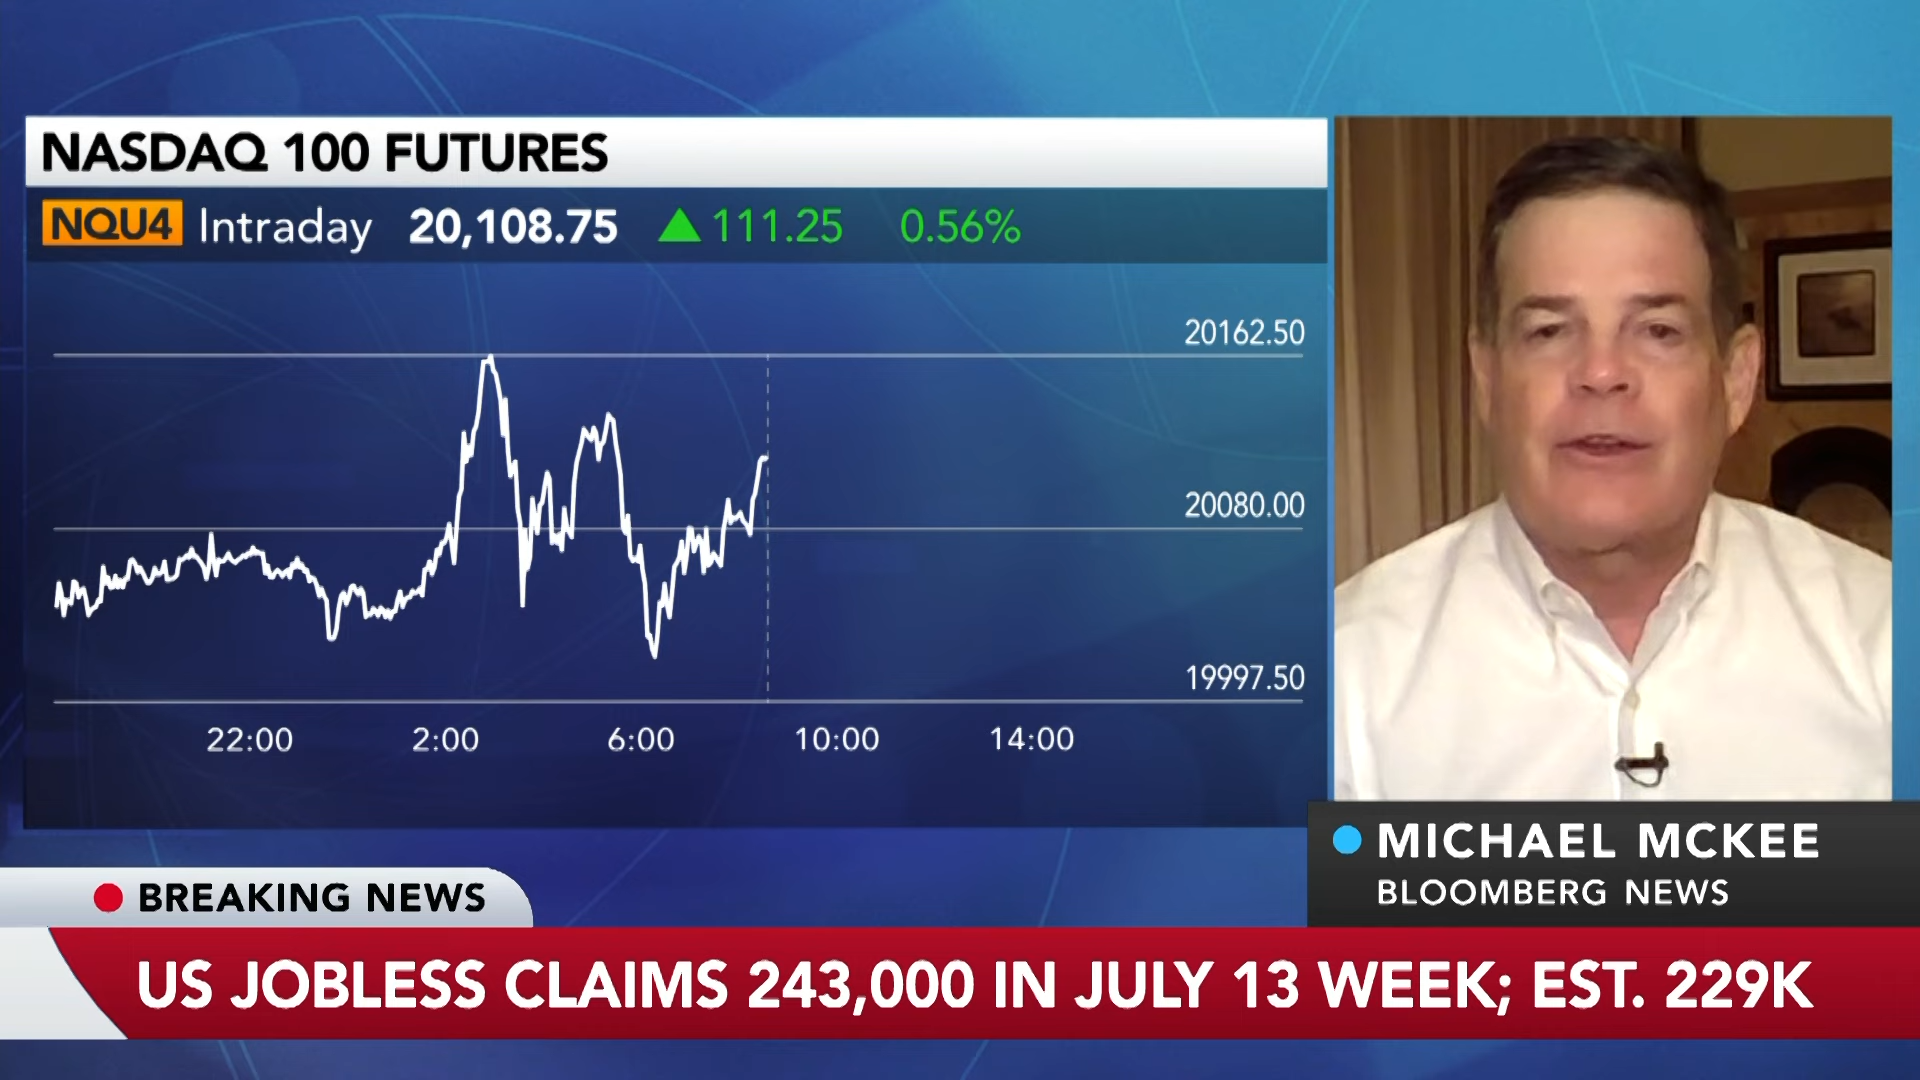 NASDAQ 100 FUTURES
NQU4 Intraday 20,108.75 ▲ 111.25 0.56%
20162.50
20080.00
19997.50
22:00 2:00 6:00 10:00 14:00
MICHAEL MCKEE
BLOOMBERG NEWS
BREAKING NEWS
US JOBLESS CLAIMS 243,000 IN JULY 13 WEEK; EST. 229K